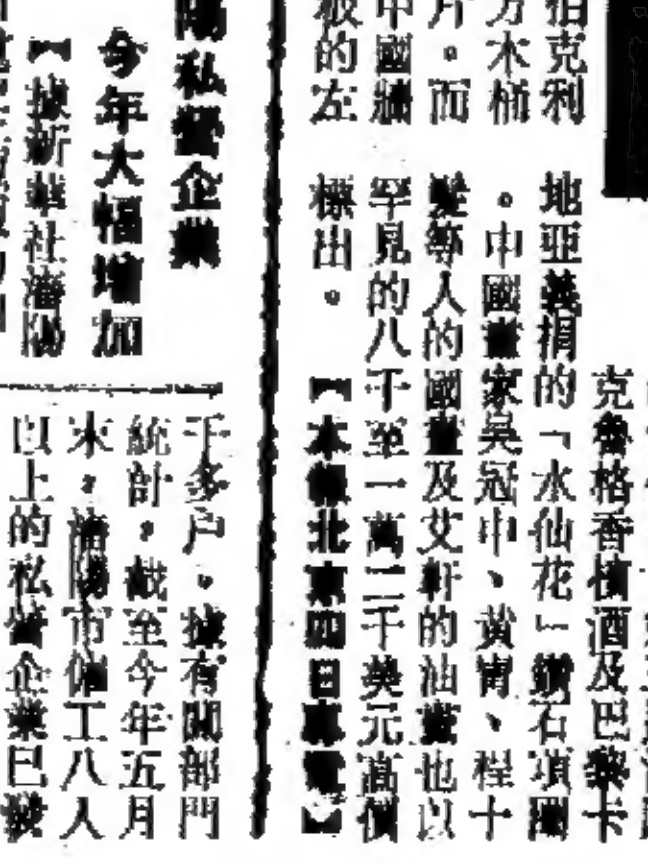 伯克利
方木桶
片。而
中國牆
板的左
克魯格香檳酒及巴黎卡
地亞義捐的「水仙花」鑽石項圈
。中國畫家吳冠中、黃胄、程十
髮等人的國畫及艾軒的油畫也以
罕見的八千至一萬二千美元高價
標出。
【本報北京四日專電】
陽私營企業
今年大幅增加
【據新華社瀋陽
千多户。據有關部門
統計,截至今年五月
末,瀋陽市僱工八人
以上的私營企業已發